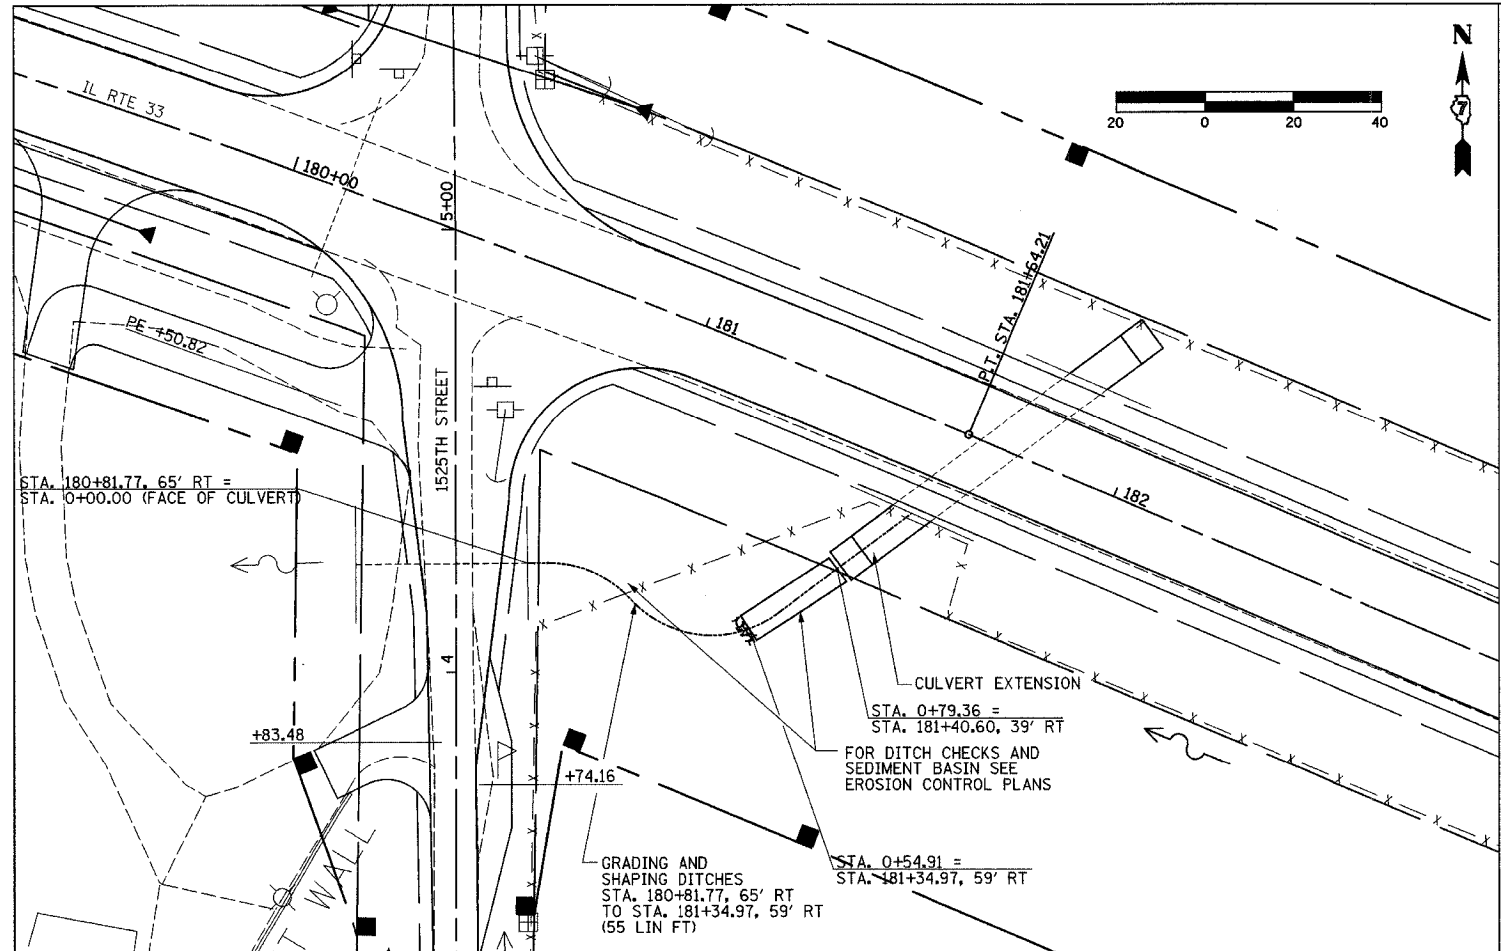 N
7
20 0 20 40
IL RTE 33
180+00
5+00
P.T. STA. 181+64.21
181
PE +50.82
1525TH STREET
182
STA. 180+81.77, 65' RT =
STA. 0+00.00 (FACE OF CULVERT)
4
CULVERT EXTENSION
STA. 0+79.36 =
STA. 181+40.60, 39' RT
+83.48
FOR DITCH CHECKS AND
SEDIMENT BASIN SEE
EROSION CONTROL PLANS
+74.16
GRADING AND
SHAPING DITCHES
STA. 180+81.77, 65' RT
TO STA. 181+34.97, 59' RT
(55 LIN FT)
STA. 0+54.91 =
STA. 181+34.97, 59' RT
T WALL